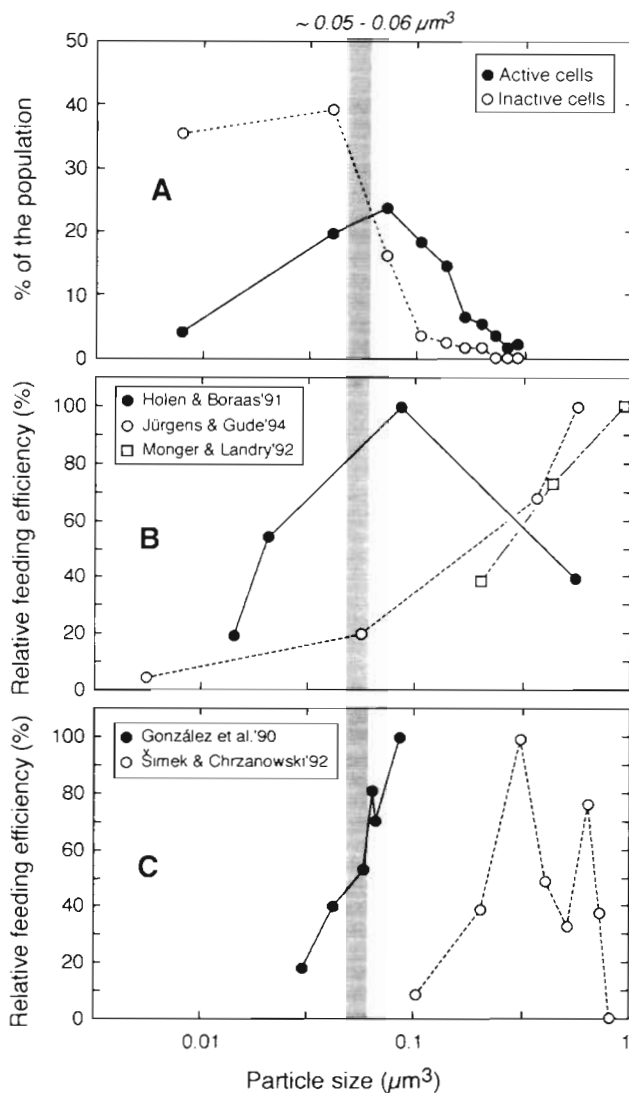 ~ 0.05 - 0.06 µm³
50
40
30
20
10
0
% of the population
A
Active cells
Inactive cells
100
80
60
40
20
0
Relative feeding efficiency (%)
B
Holen & Boraas'91
Jürgens & Gude'94
Monger & Landry'92
100
80
60
40
20
0
Relative feeding efficiency (%)
C
González et al.'90
Šimek & Chrzanowski'92
0.01
0.1
1
Particle size (µm³)